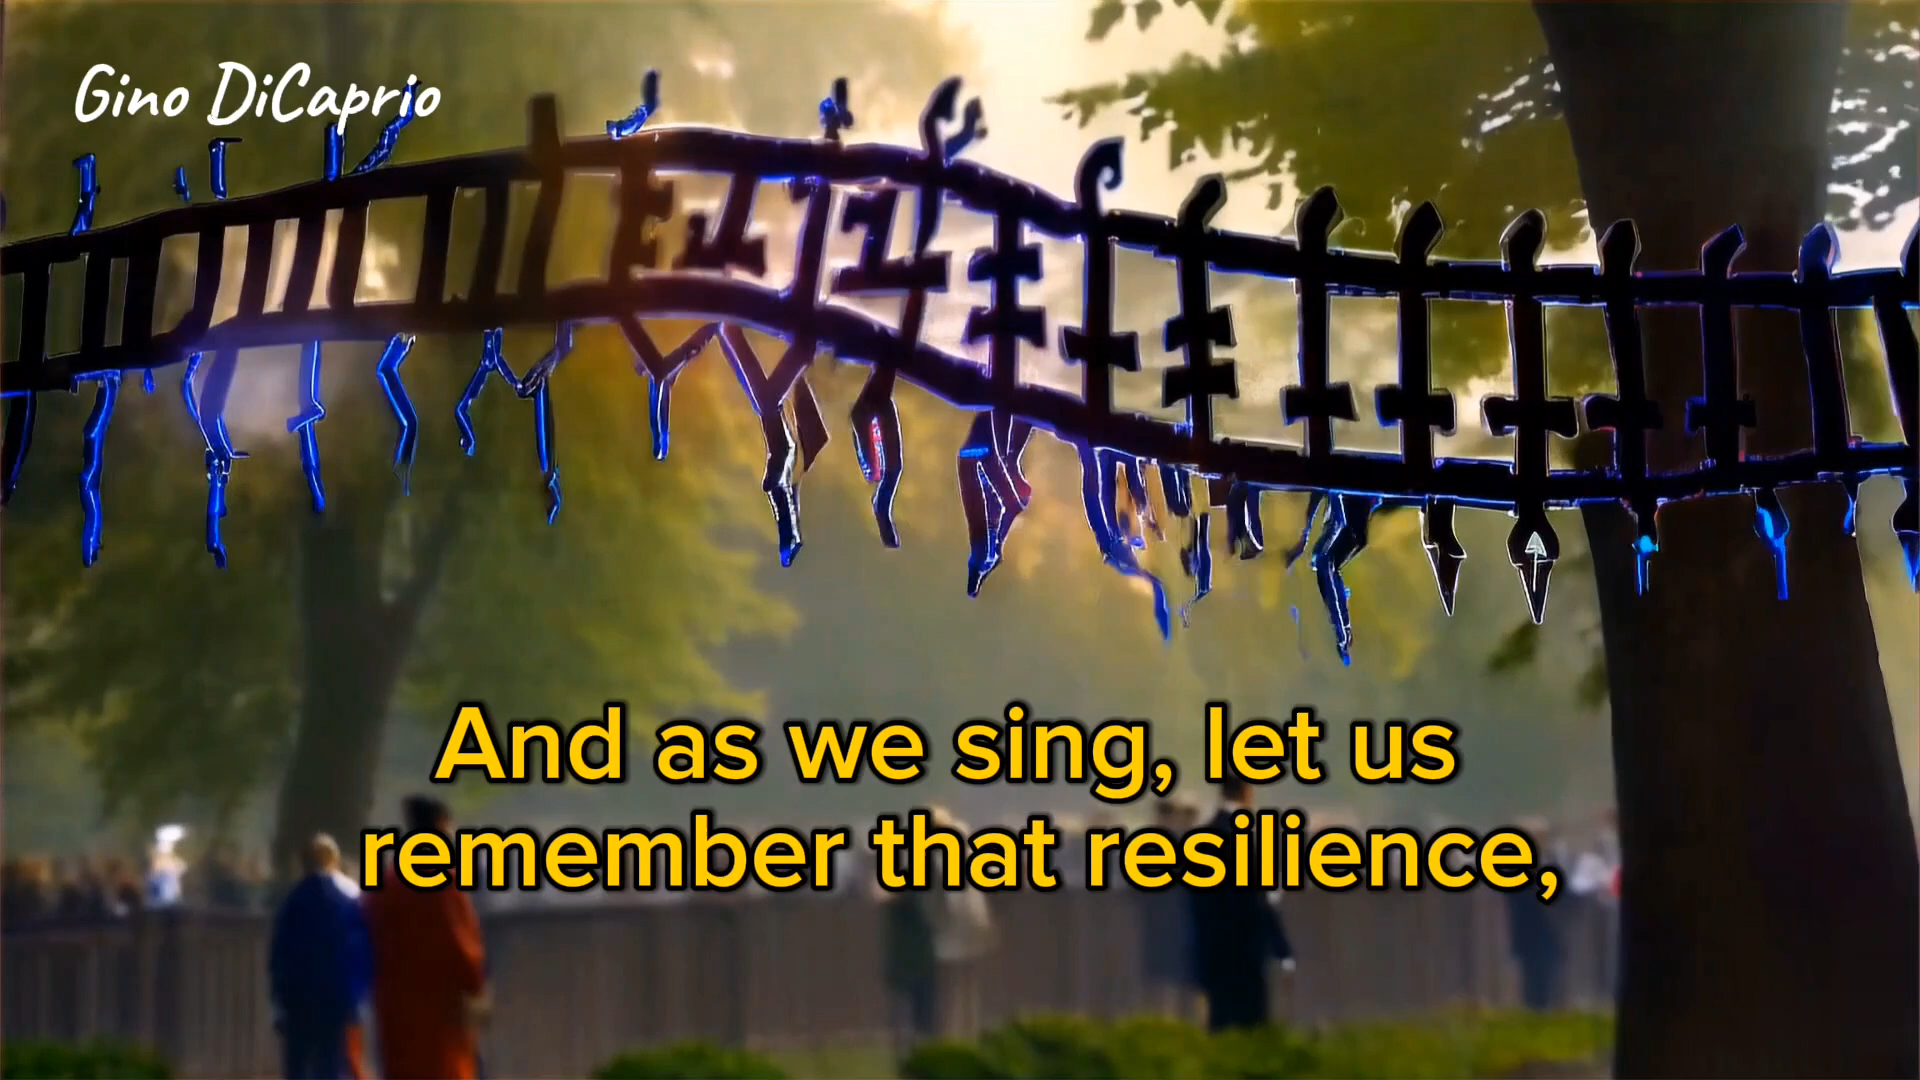 Gino DiCaprio
And as we sing, let us
remember that resilience,